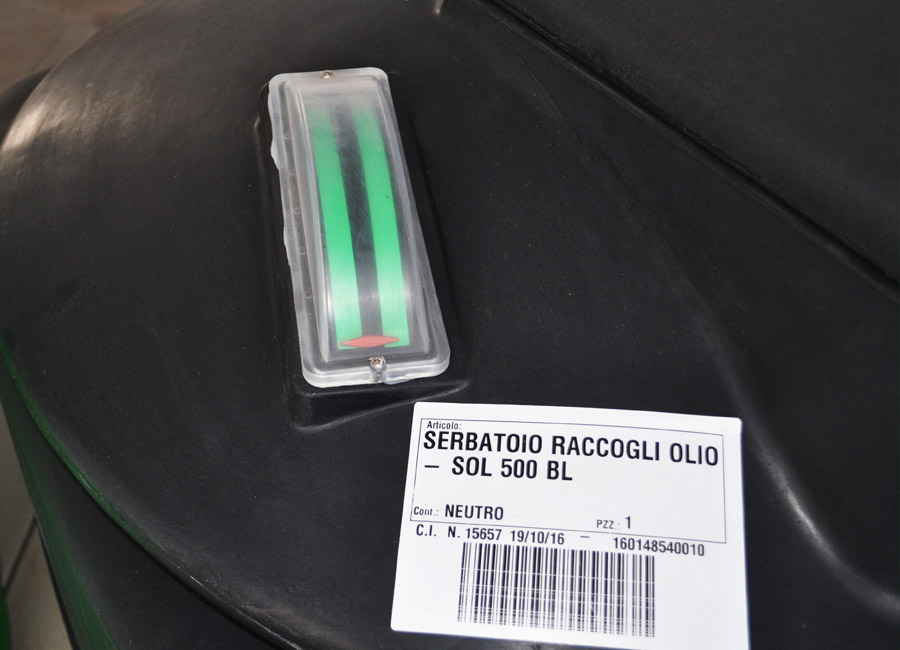 Articolo:
SERBATOIO RACCOGLI OLIO
– SOL 500 BL
Cont.: NEUTRO PZZ.: 1
C.I. N. 15657 19/10/16 – 160148540010